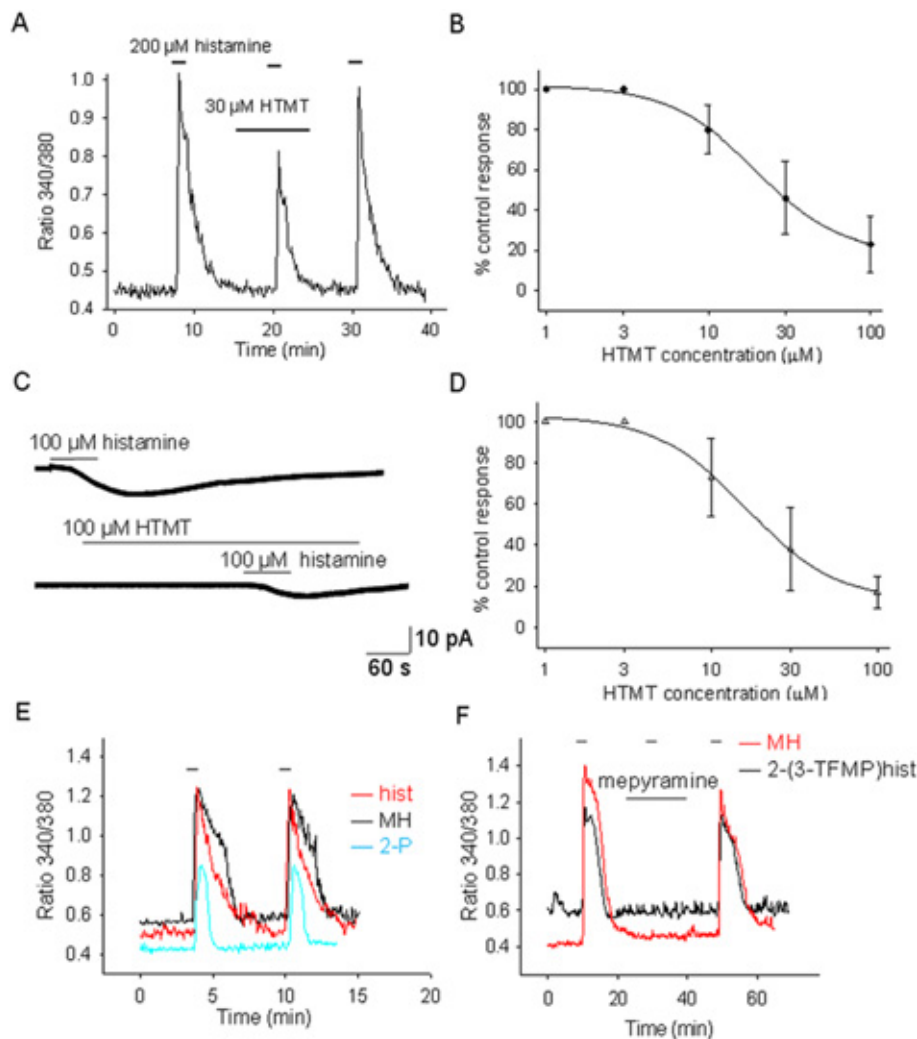 A
200 µM histamine
30 µM HTMT
1.0
0.9
0.8
0.7
0.6
0.5
0.4
Ratio 340/380
0 10 20 30 40
Time (min)
B
100
80
60
40
20
0
% control response
1 3 10 30 100
HTMT concentration (µM)
C
100 µM histamine
100 µM HTMT
100 µM histamine
10 pA
60 s
D
100
80
60
40
20
0
% control response
1 3 10 30 100
HTMT concentration (µM)
E
1.4
1.2
1.0
0.8
0.6
0.4
Ratio 340/380
hist
MH
2-P
0 5 10 15 20
Time (min)
F
MH
2-(3-TFMP)hist
mepyramine
1.4
1.2
1.0
0.8
0.6
0.4
Ratio 340/380
0 20 40 60
Time (min)